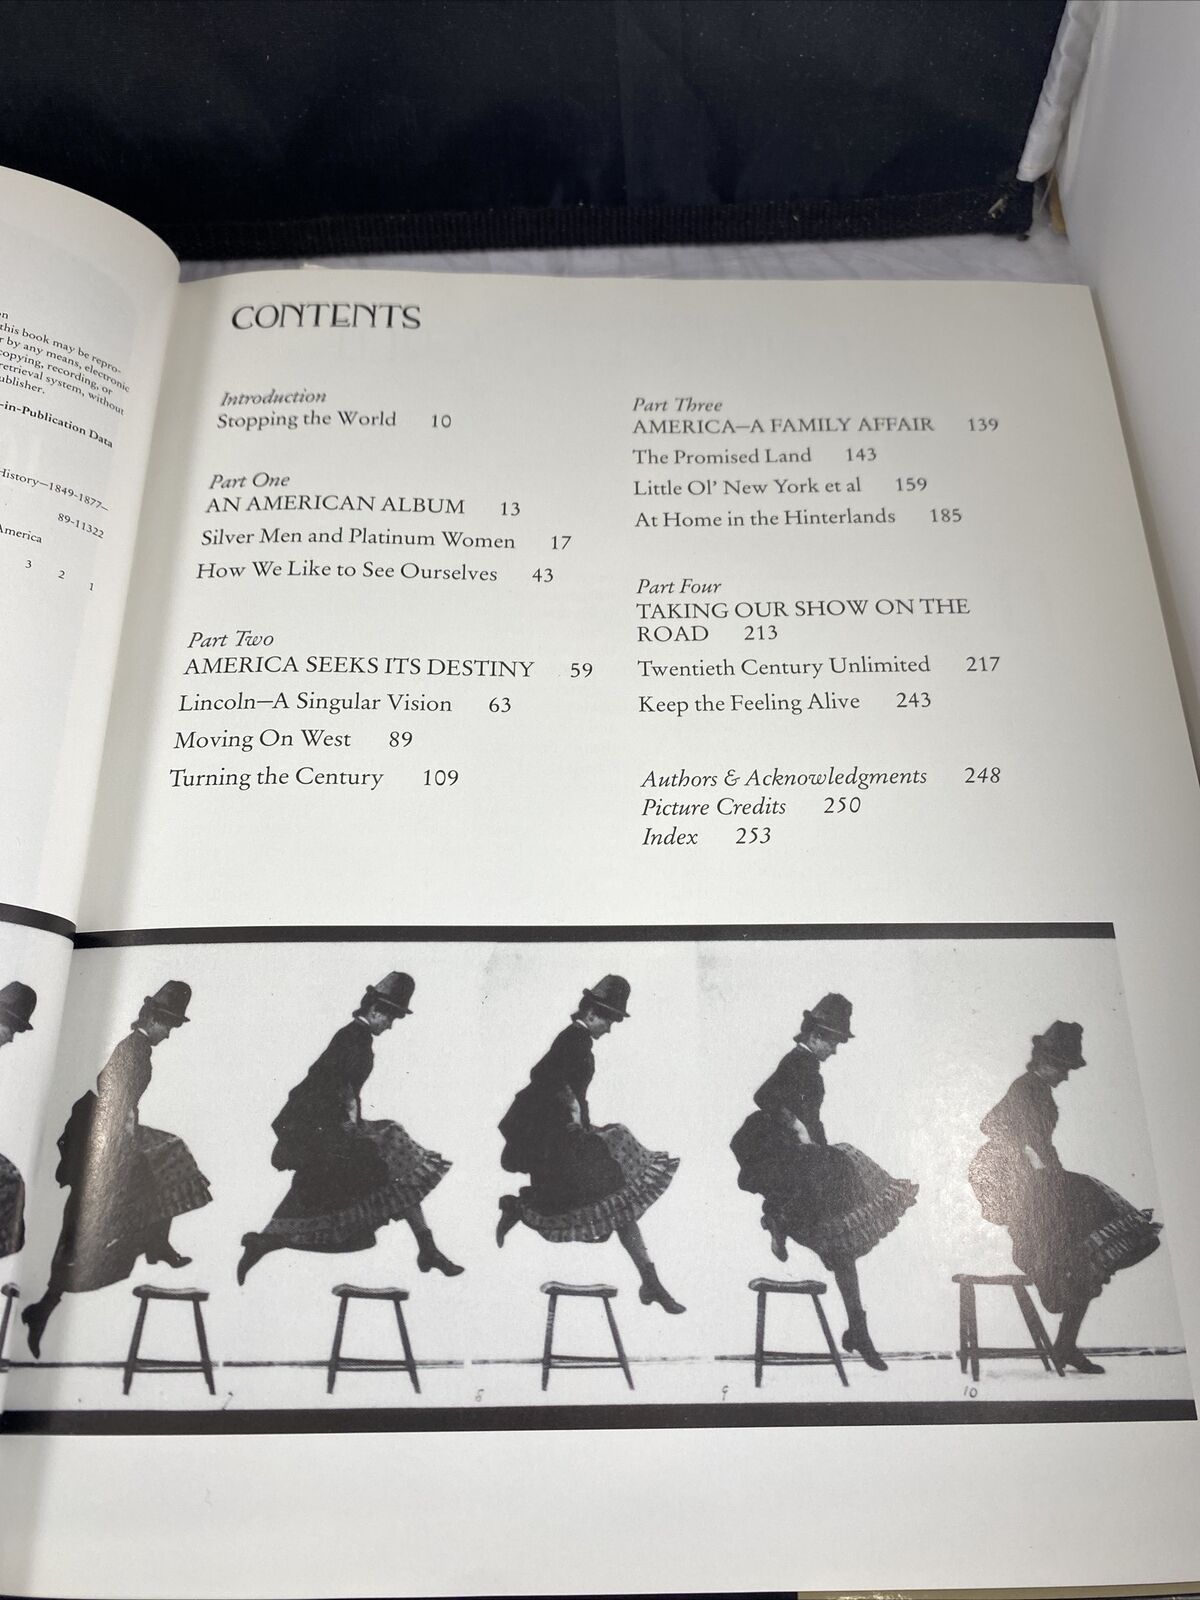 n
this book may be repro-
r by any means, electronic
copying, recording, or
retrieval system, without
ublisher.
-in-Publication Data
History—1849-1877—
89-11322
America
3 2 1
CONTENTS
Introduction
Stopping the World 10
Part One
AN AMERICAN ALBUM 13
Silver Men and Platinum Women 17
How We Like to See Ourselves 43
Part Two
AMERICA SEEKS ITS DESTINY 59
Lincoln—A Singular Vision 63
Moving On West 89
Turning the Century 109
Part Three
AMERICA—A FAMILY AFFAIR 139
The Promised Land 143
Little Ol' New York et al 159
At Home in the Hinterlands 185
Part Four
TAKING OUR SHOW ON THE
ROAD 213
Twentieth Century Unlimited 217
Keep the Feeling Alive 243
Authors & Acknowledgments 248
Picture Credits 250
Index 253
7 8 9 10